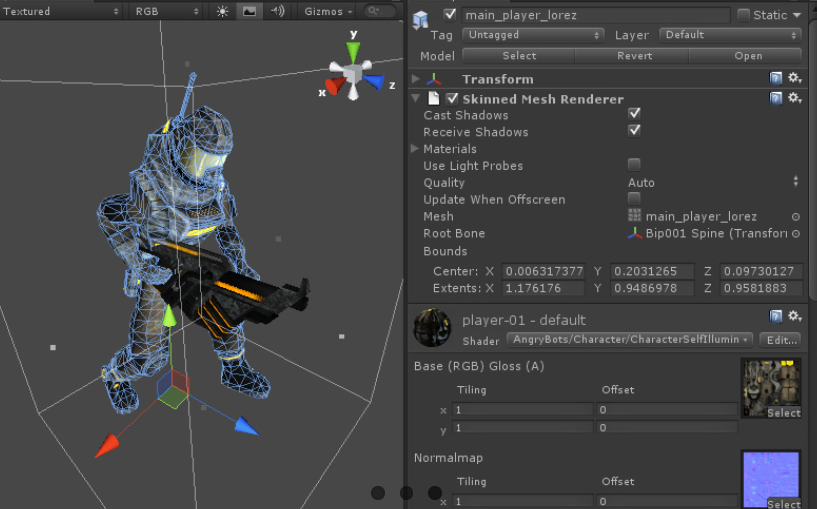 Textured
RGB
Gizmos
y
x
z
main_player_lorez
Static
Tag
Untagged
Layer
Default
Model
Select
Revert
Open
Transform
Skinned Mesh Renderer
Cast Shadows
Receive Shadows
Materials
Use Light Probes
Quality
Auto
Update When Offscreen
Mesh
main_player_lorez
Root Bone
Bip001 Spine (Transform
Bounds
Center: X 0.006317377 Y 0.2031265 Z 0.09730127
Extents: X 1.176176 Y 0.9486978 Z 0.9581883
player-01 - default
Shader
AngryBots/Character/CharacterSelfIllumin
Edit...
Base (RGB) Gloss (A)
Tiling
Offset
x 1 0
y 1 0
Select
Normalmap
Tiling
Offset
x 1 0
Select